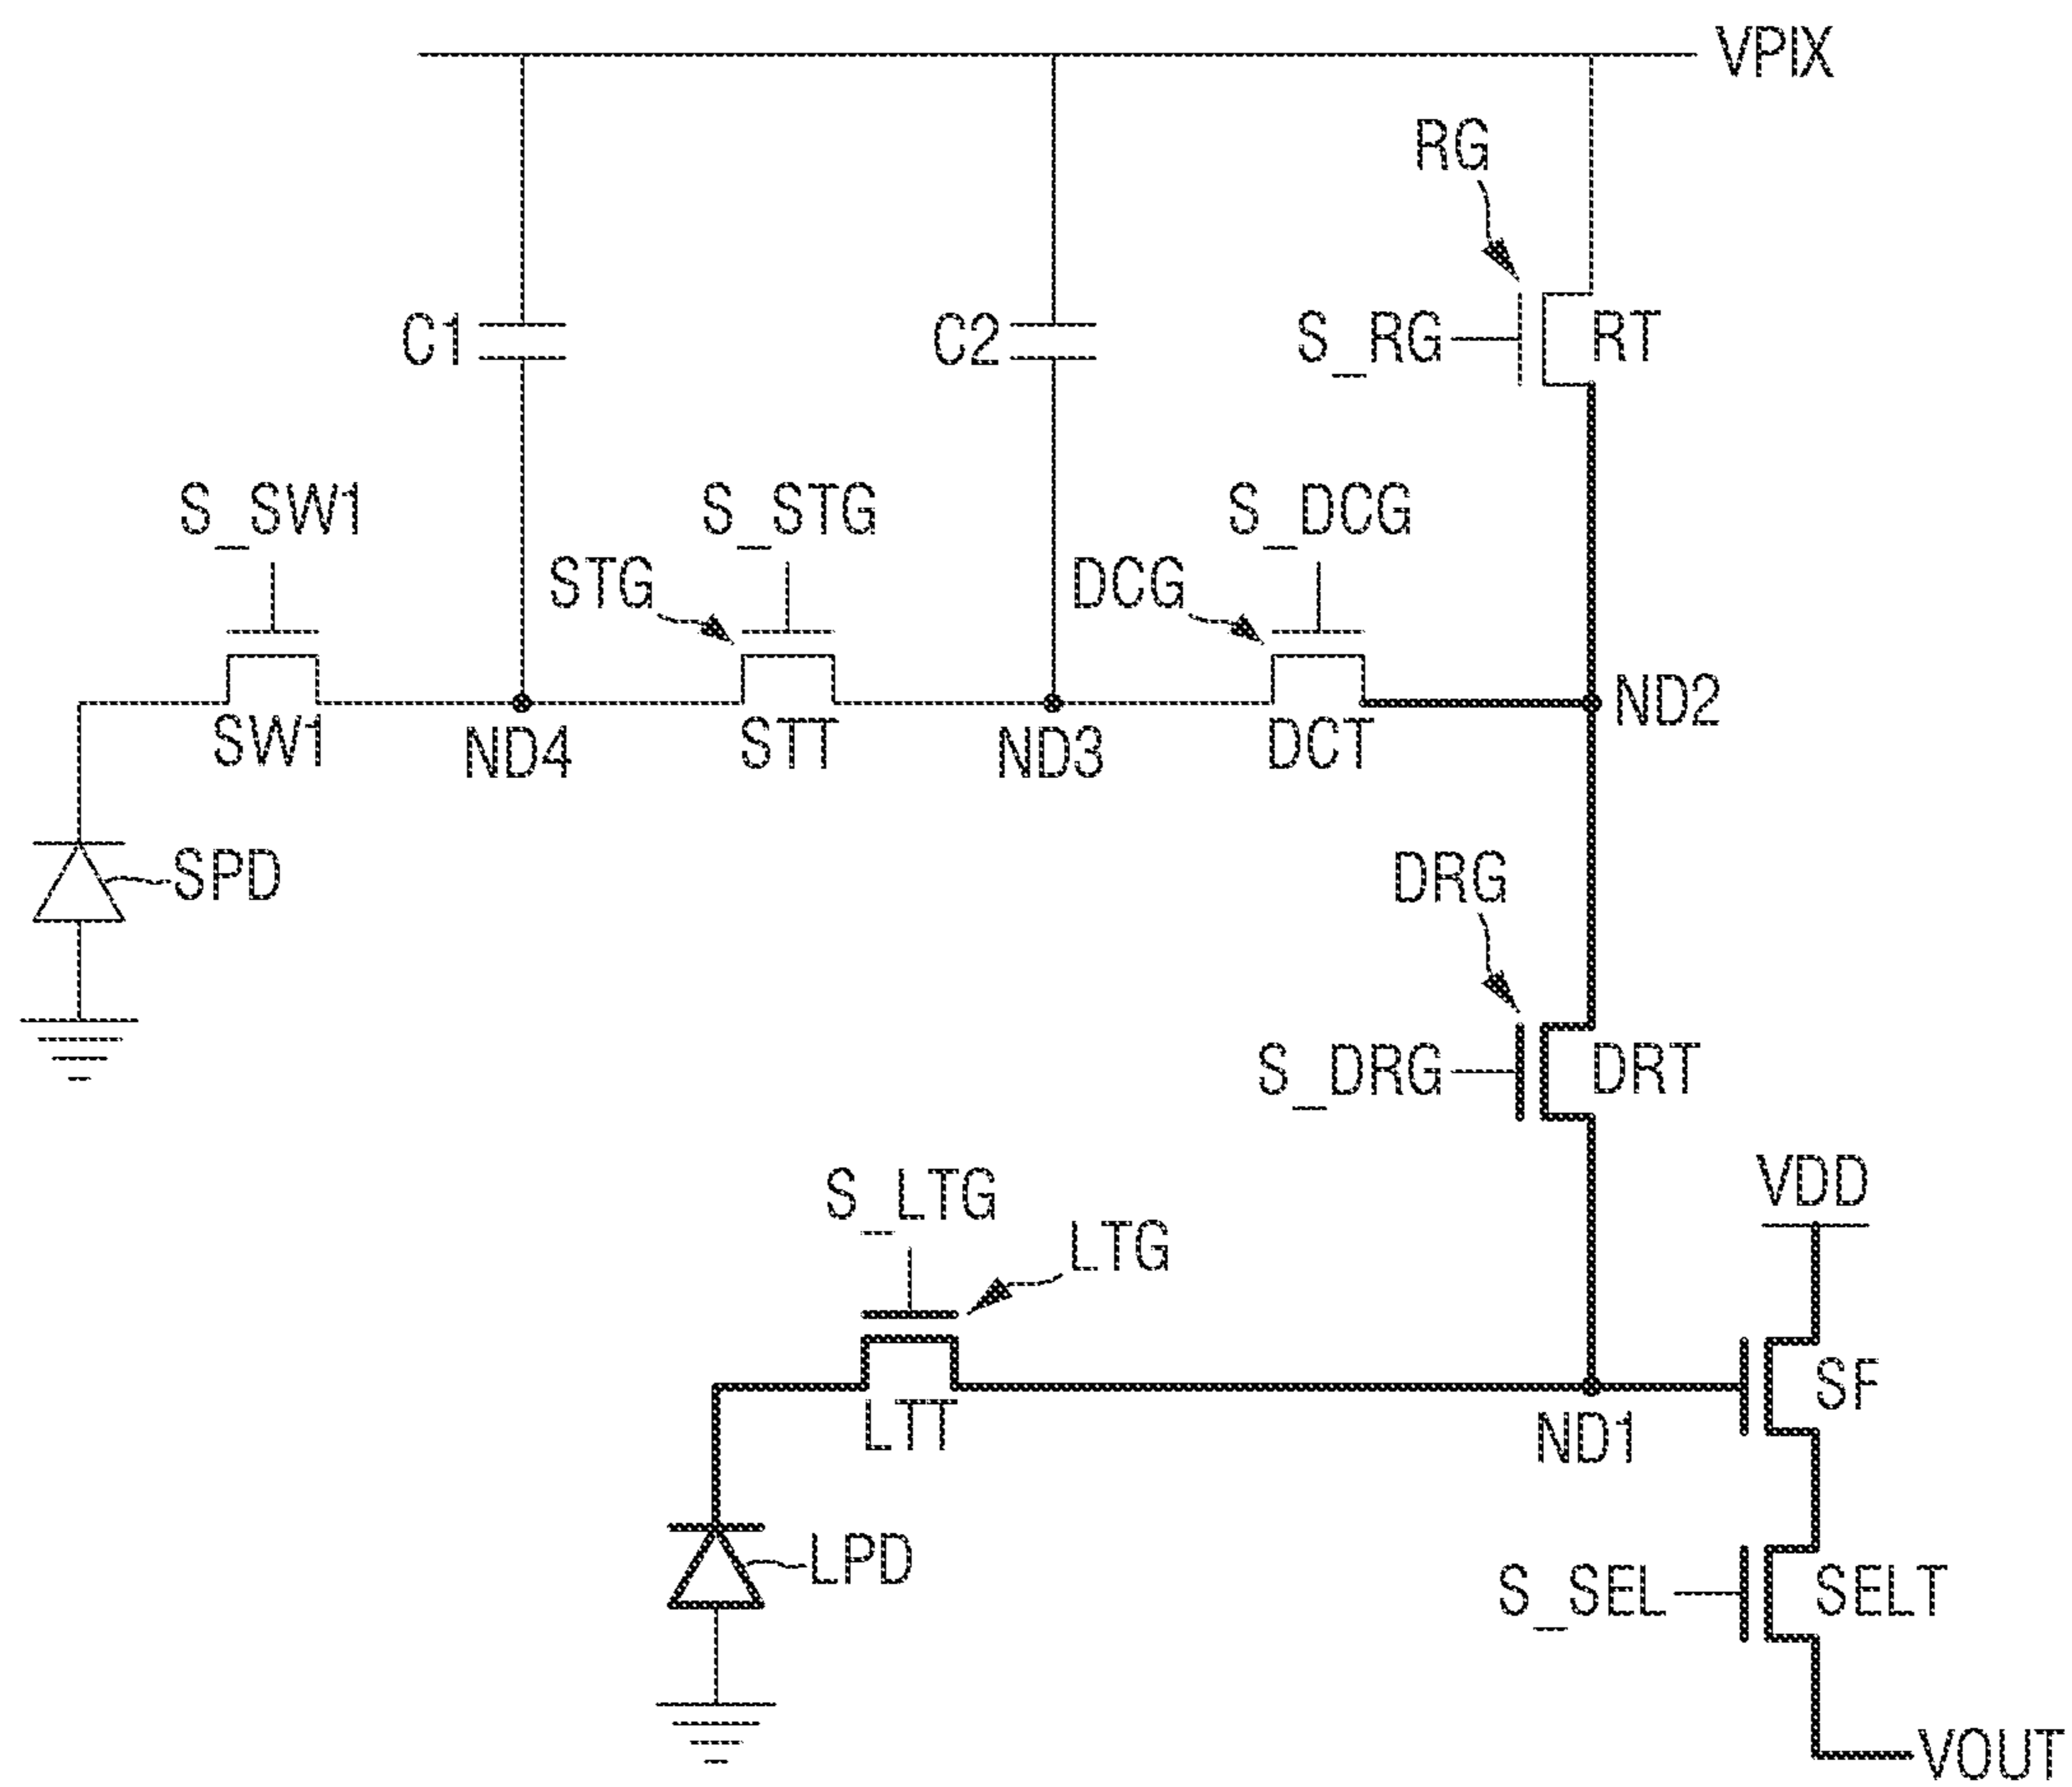 VPIX
RG
C1
C2
S_RG
RT
S_SW1
S_STG
S_DCG
STG
DCG
SW1
ND4
STT
ND3
DCT
ND2
SPD
DRG
S_DRG
DRT
S_LTG
LTG
VDD
LTT
ND1
SF
LPD
S_SEL
SELT
VOUT